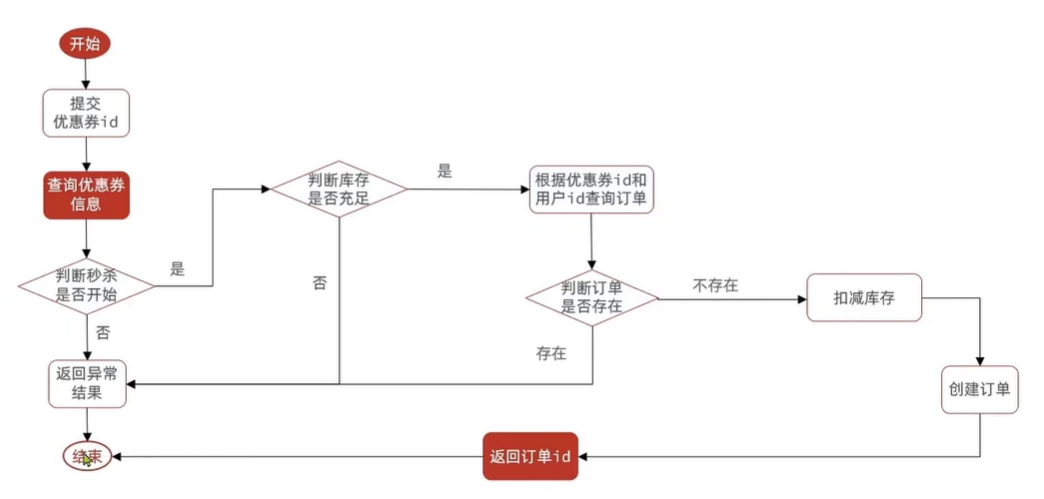 开始
提交
优惠券id
查询优惠券
信息
判断秒杀
是否开始
是
否
返回异常
结果
结束
判断库存
是否充足
是
否
根据优惠券id和
用户id查询订单
判断订单
是否存在
不存在
存在
扣减库存
创建订单
返回订单id